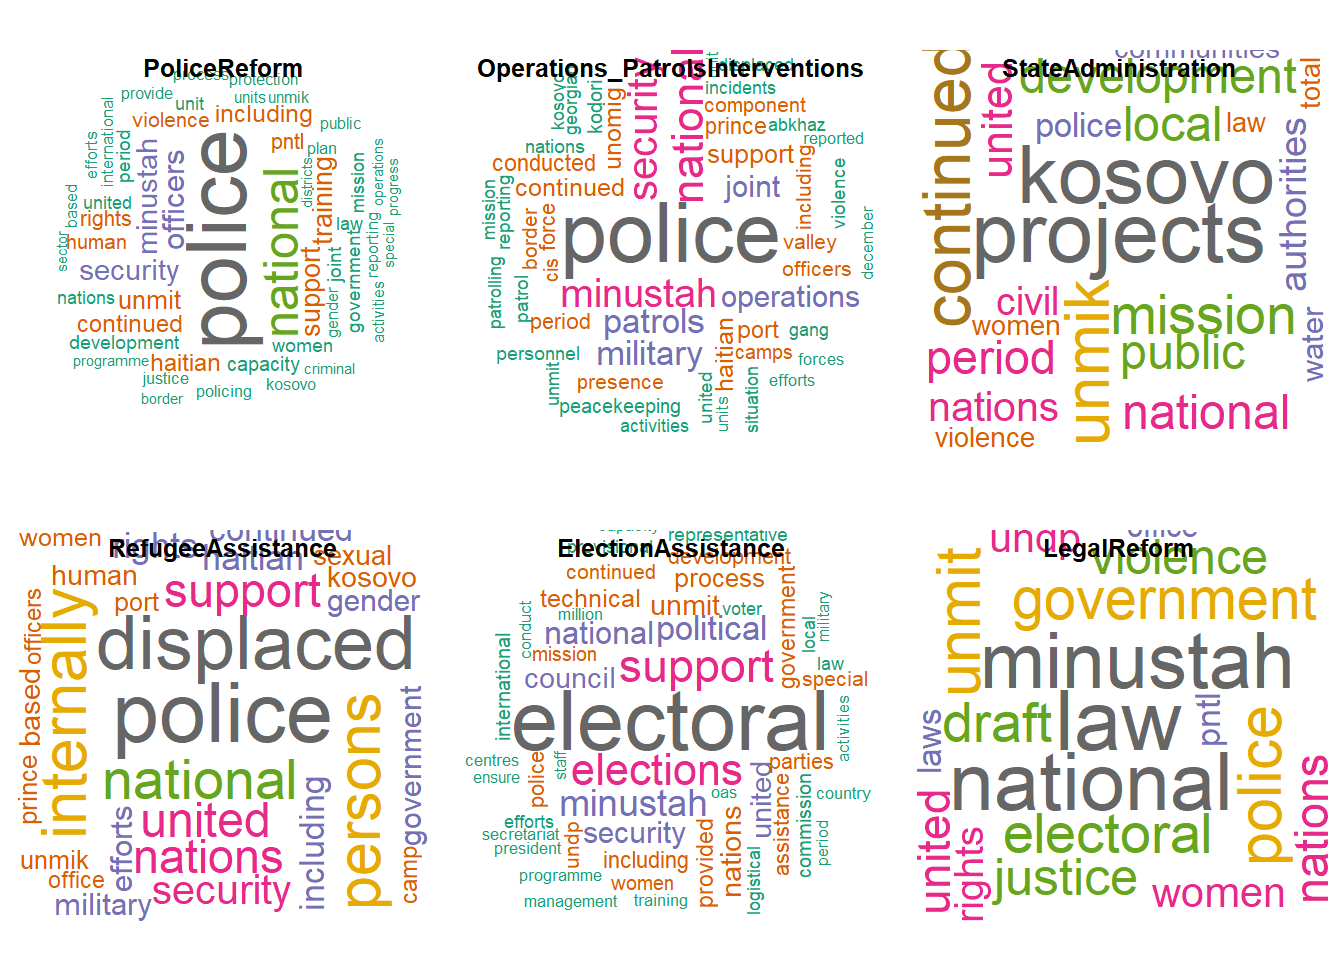 PoliceReform
process
protection
provide
unit
units
unmik
violence
including
international
efforts
period
public
pntl
minustah
officers
police
national
plan
districts
training
operations
progress
mission
based
united
rights
law
human
sector
security
support
joint
government
reporting
special
gender
activities
nations
unmit
continued
development
women
programme
haitian
capacity
criminal
justice
kosovo
policing
border
Operations_PatrolsInterventions
displaced
kosovo
georgian
kodori
unomig
security
national
incidents
component
prince
abkhaz
reported
nations
conducted
support
continued
joint
including
violence
mission
reporting
border
force
cis
police
valley
officers
december
patrolling
patrol
minustah
operations
period
patrols
port
gang
personnel
military
haitian
camps
forces
unmit
presence
efforts
peacekeeping
united
units
situation
activities
StateAdministration
communities
continued
united
development
total
police
local
law
kosovo
authorities
projects
civil
women
unmik
mission
period
public
water
nations
national
violence
RefugeeAssistance
women
rights
continued
haitian
sexual
human
kosovo
port
support
gender
officers
internally
displaced
based
police
persons
government
prince
national
united
efforts
nations
including
unmik
office
security
camp
military
ElectionAssistance
capacity
representative
provisional
development
continued
process
technical
unmit
voter
government
million
conduct
national
political
local
military
mission
support
law
international
council
special
electoral
activities
centres
ensure
police
staff
elections
parties
minustah
oas
united
assistance
commission
country
efforts
secretariat
president
undp
security
period
including
provided
nations
programme
women
logistical
management
training
LegalReform
undp
office
violence
unmit
government
minustah
laws
draft
law
pntl
police
national
united
rights
electoral
nations
justice
women